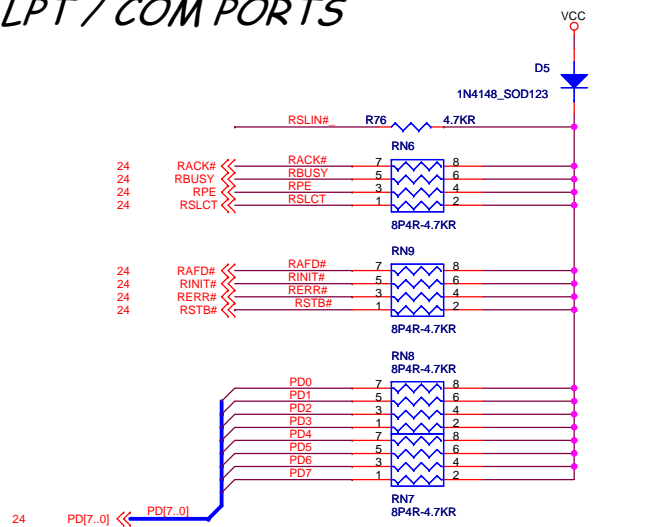 LPT / COM PORTS
VCC
D5
1N4148_SOD123
RSLIN#_ R76 4.7KR
RN6
24 RACK# RACK# 7 8
24 RBUSY RBUSY 5 6
24 RPE RPE 3 4
24 RSLCT RSLCT 1 2
8P4R-4.7KR
RN9
24 RAFD# RAFD# 7 8
24 RINIT# RINIT# 5 6
24 RERR# RERR# 3 4
24 RSTB# RSTB# 1 2
8P4R-4.7KR
RN8
8P4R-4.7KR
PD0 7 8
PD1 5 6
PD2 3 4
PD3 1 2
PD4 7 8
PD5 5 6
PD6 3 4
PD7 1 2
RN7
8P4R-4.7KR
24 PD[7..0] PD[7..0]